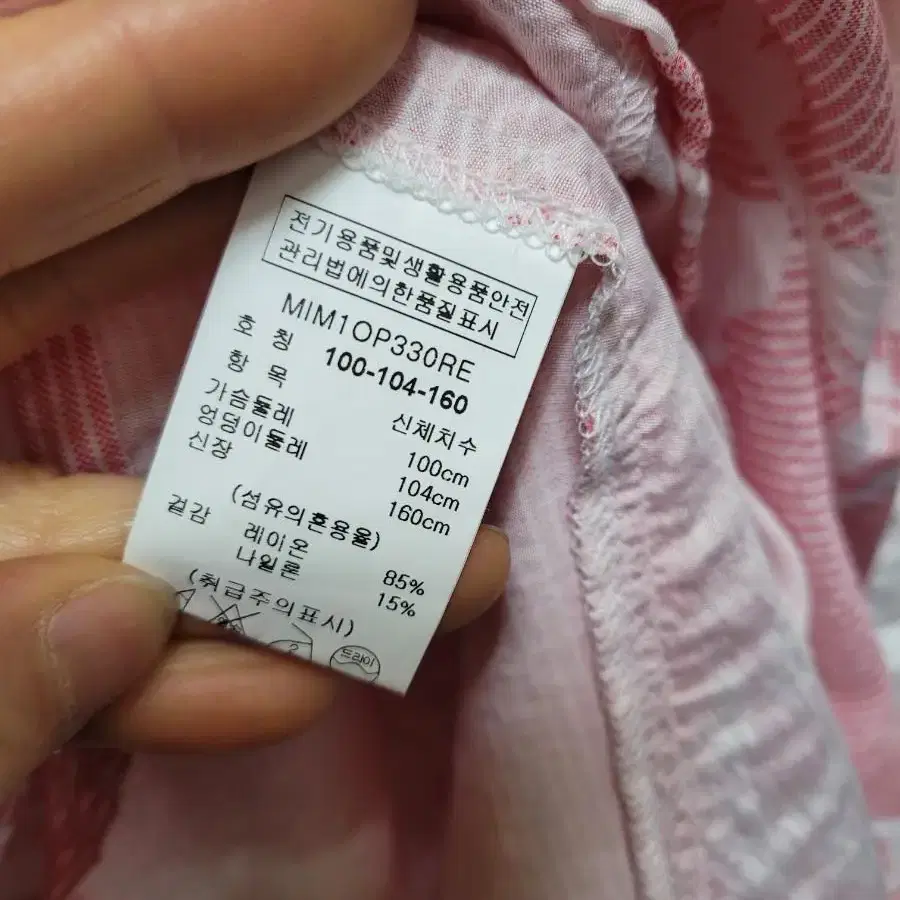 전기용품및생활용품안전
관리법에의한품질표시
MIM1OP330RE
호 칭 100-104-160
항 목 신체치수
가슴둘레 100cm
엉덩이둘레 104cm
신장 160cm
(섬유의혼용율)
겉감 레이온 85%
나일론 15%
(취급주의표시)
드라이